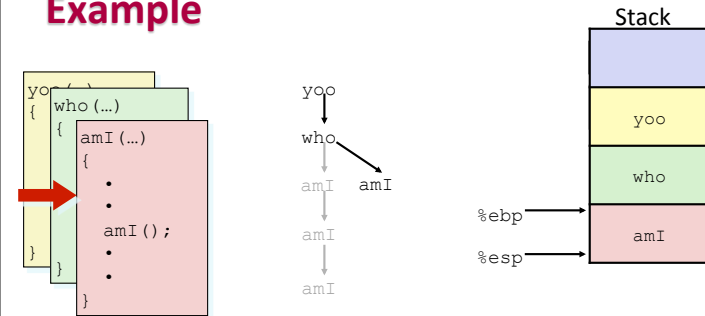 Example
yoo(…)
{
}
who(…)
{
}
amI(…)
{
•
•
amI();
•
•
}
yoo
who
amI amI
amI
amI
Stack
yoo
who
amI
%ebp
%esp